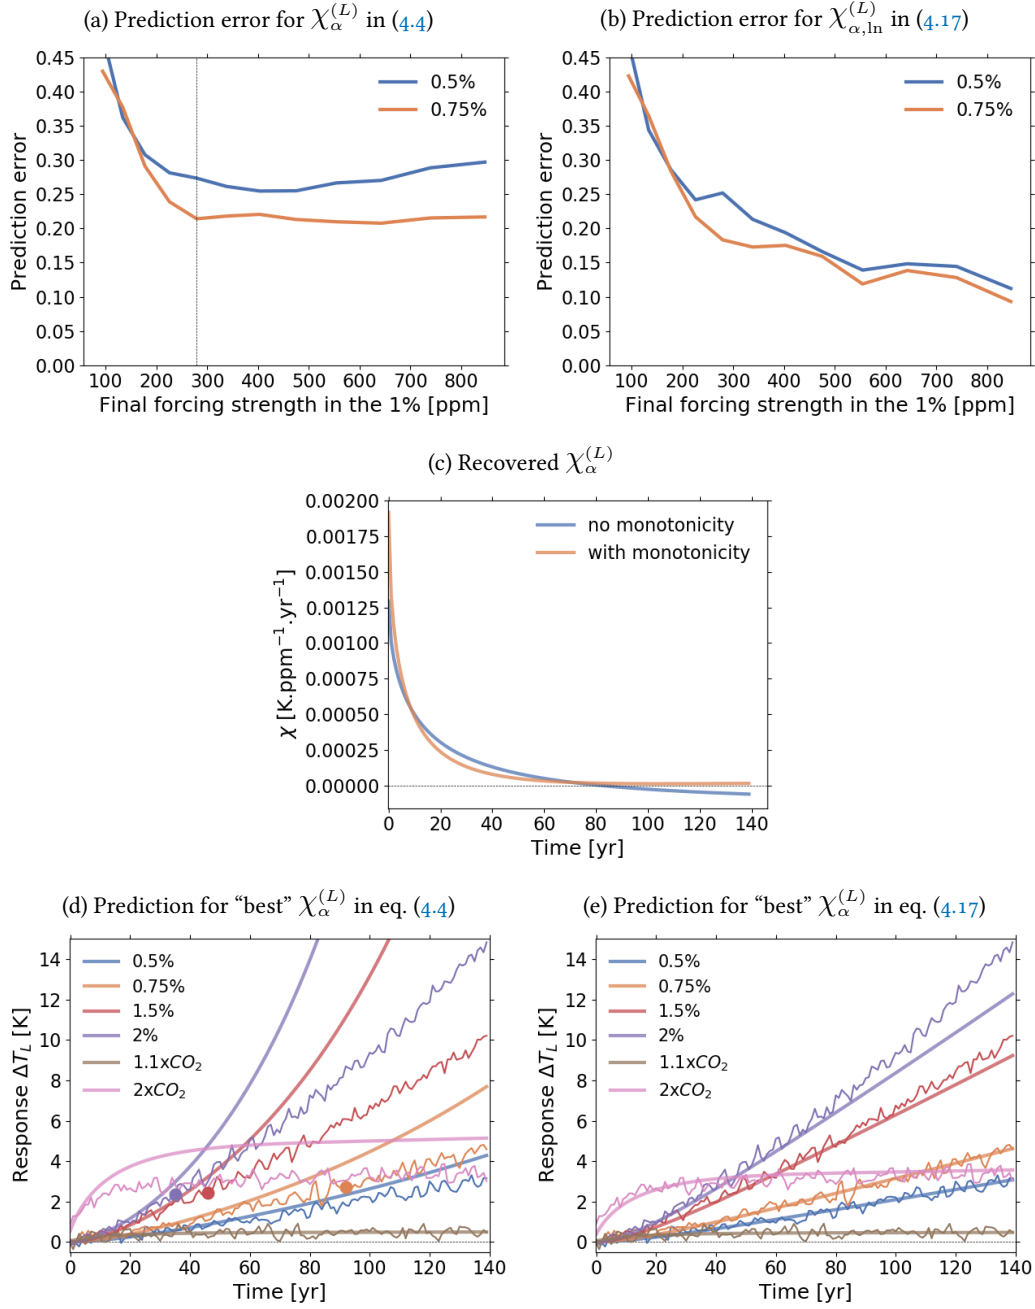 (a) Prediction error for χ_α^(L) in (4.4)
(b) Prediction error for χ_α,ln^(L) in (4.17)
Prediction error
0.45
0.40
0.35
0.30
0.25
0.20
0.15
0.10
0.05
0.00
0.5%
0.75%
100 200 300 400 500 600 700 800
Final forcing strength in the 1% [ppm]
Prediction error
0.45
0.40
0.35
0.30
0.25
0.20
0.15
0.10
0.05
0.00
0.5%
0.75%
100 200 300 400 500 600 700 800
Final forcing strength in the 1% [ppm]
(c) Recovered χ_α^(L)
χ [K.ppm⁻¹.yr⁻¹]
0.00200
0.00175
0.00150
0.00125
0.00100
0.00075
0.00050
0.00025
0.00000
no monotonicity
with monotonicity
0 20 40 60 80 100 120 140
Time [yr]
(d) Prediction for “best” χ_α^(L) in eq. (4.4)
(e) Prediction for “best” χ_α^(L) in eq. (4.17)
Response ΔT_L [K]
14
12
10
8
6
4
2
0
0.5%
0.75%
1.5%
2%
1.1xCO₂
2xCO₂
0 20 40 60 80 100 120 140
Time [yr]
Response ΔT_L [K]
14
12
10
8
6
4
2
0
0.5%
0.75%
1.5%
2%
1.1xCO₂
2xCO₂
0 20 40 60 80 100 120 140
Time [yr]